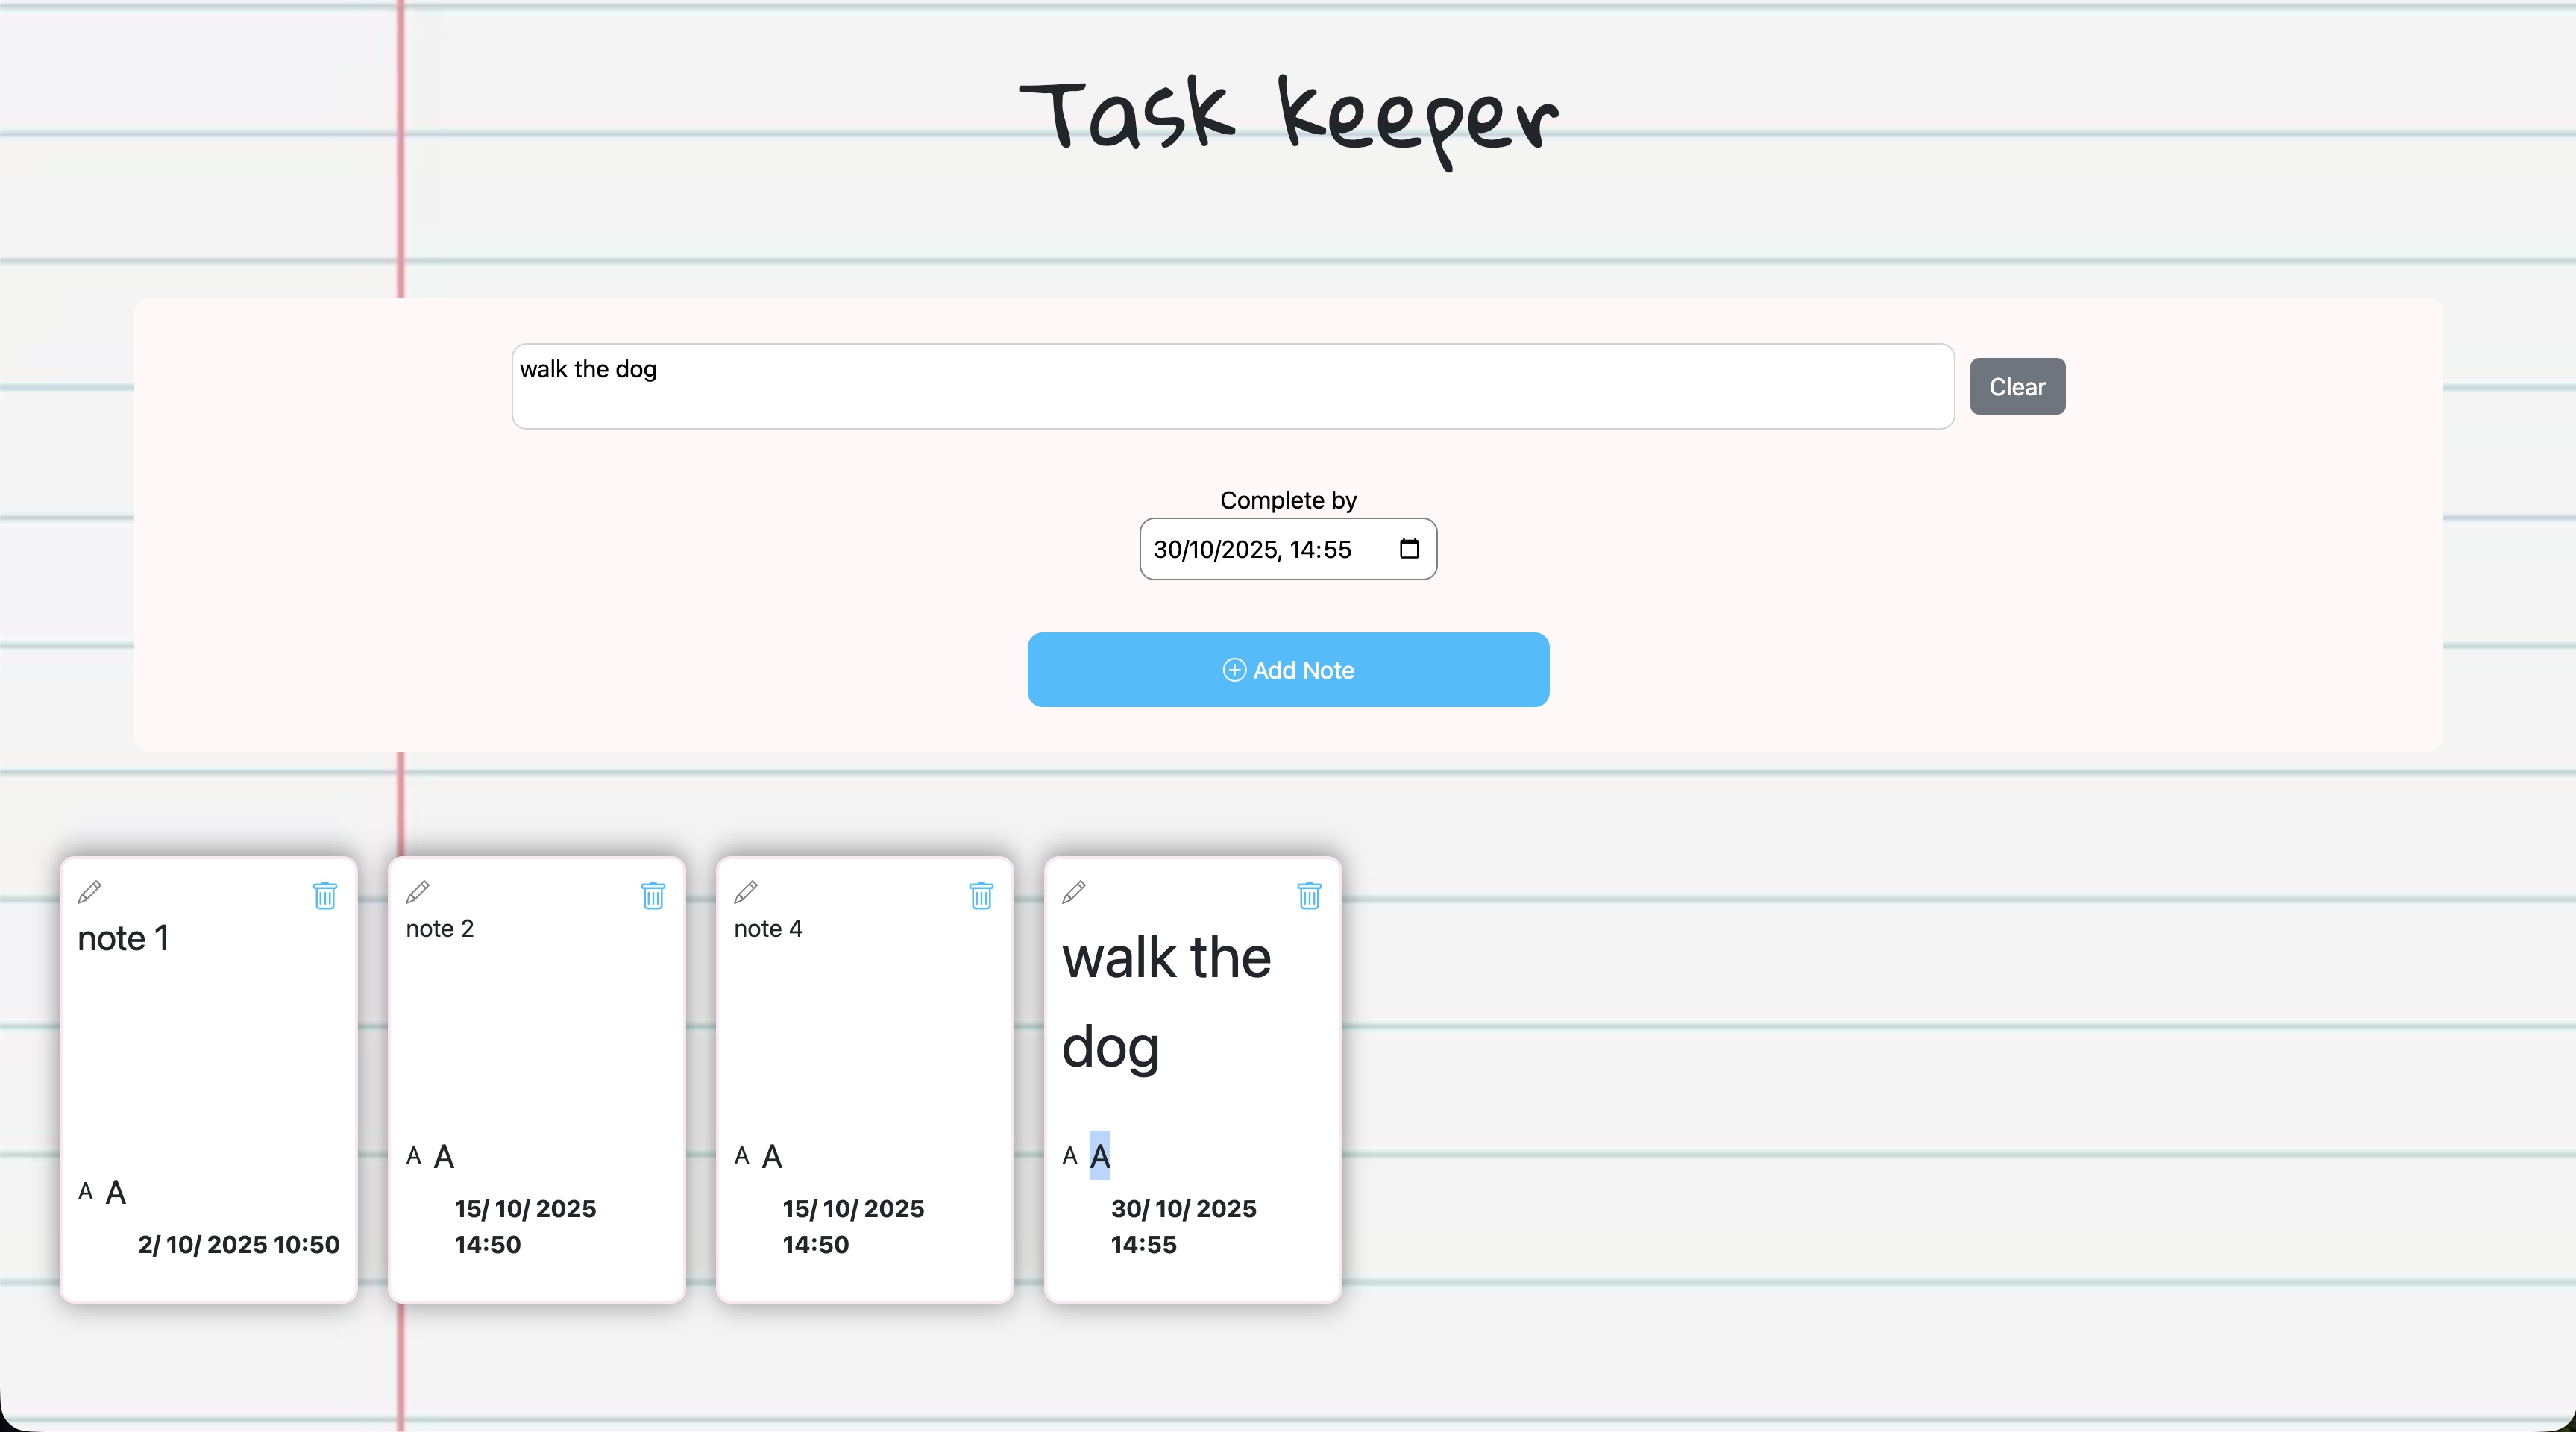 Task keeper
walk the dog
Clear
Complete by
30/10/2025, 14:55
Add Note
note 1
A A
2/ 10/ 2025 10:50
note 2
A A
15/ 10/ 2025
14:50
note 4
A A
15/ 10/ 2025
14:50
walk the
dog
A A
30/ 10/ 2025
14:55